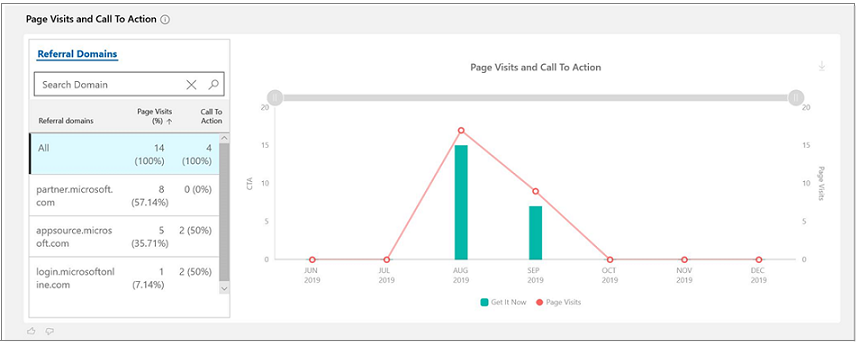 Page Visits and Call To Action
Referral Domains
Search Domain
Referral domains
Page Visits
(%) ↑
Call To
Action
All
14
(100%)
4
(100%)
partner.microsoft.
com
8
(57.14%)
0 (0%)
appsource.micros
oft.com
5
(35.71%)
2 (50%)
login.microsoftonl
ine.com
1
(7.14%)
2 (50%)
Page Visits and Call To Action
CTA
20
15
10
5
0
20
15
10
5
0
Page Visits
JUN
2019
JUL
2019
AUG
2019
SEP
2019
OCT
2019
NOV
2019
DEC
2019
Get It Now
Page Visits